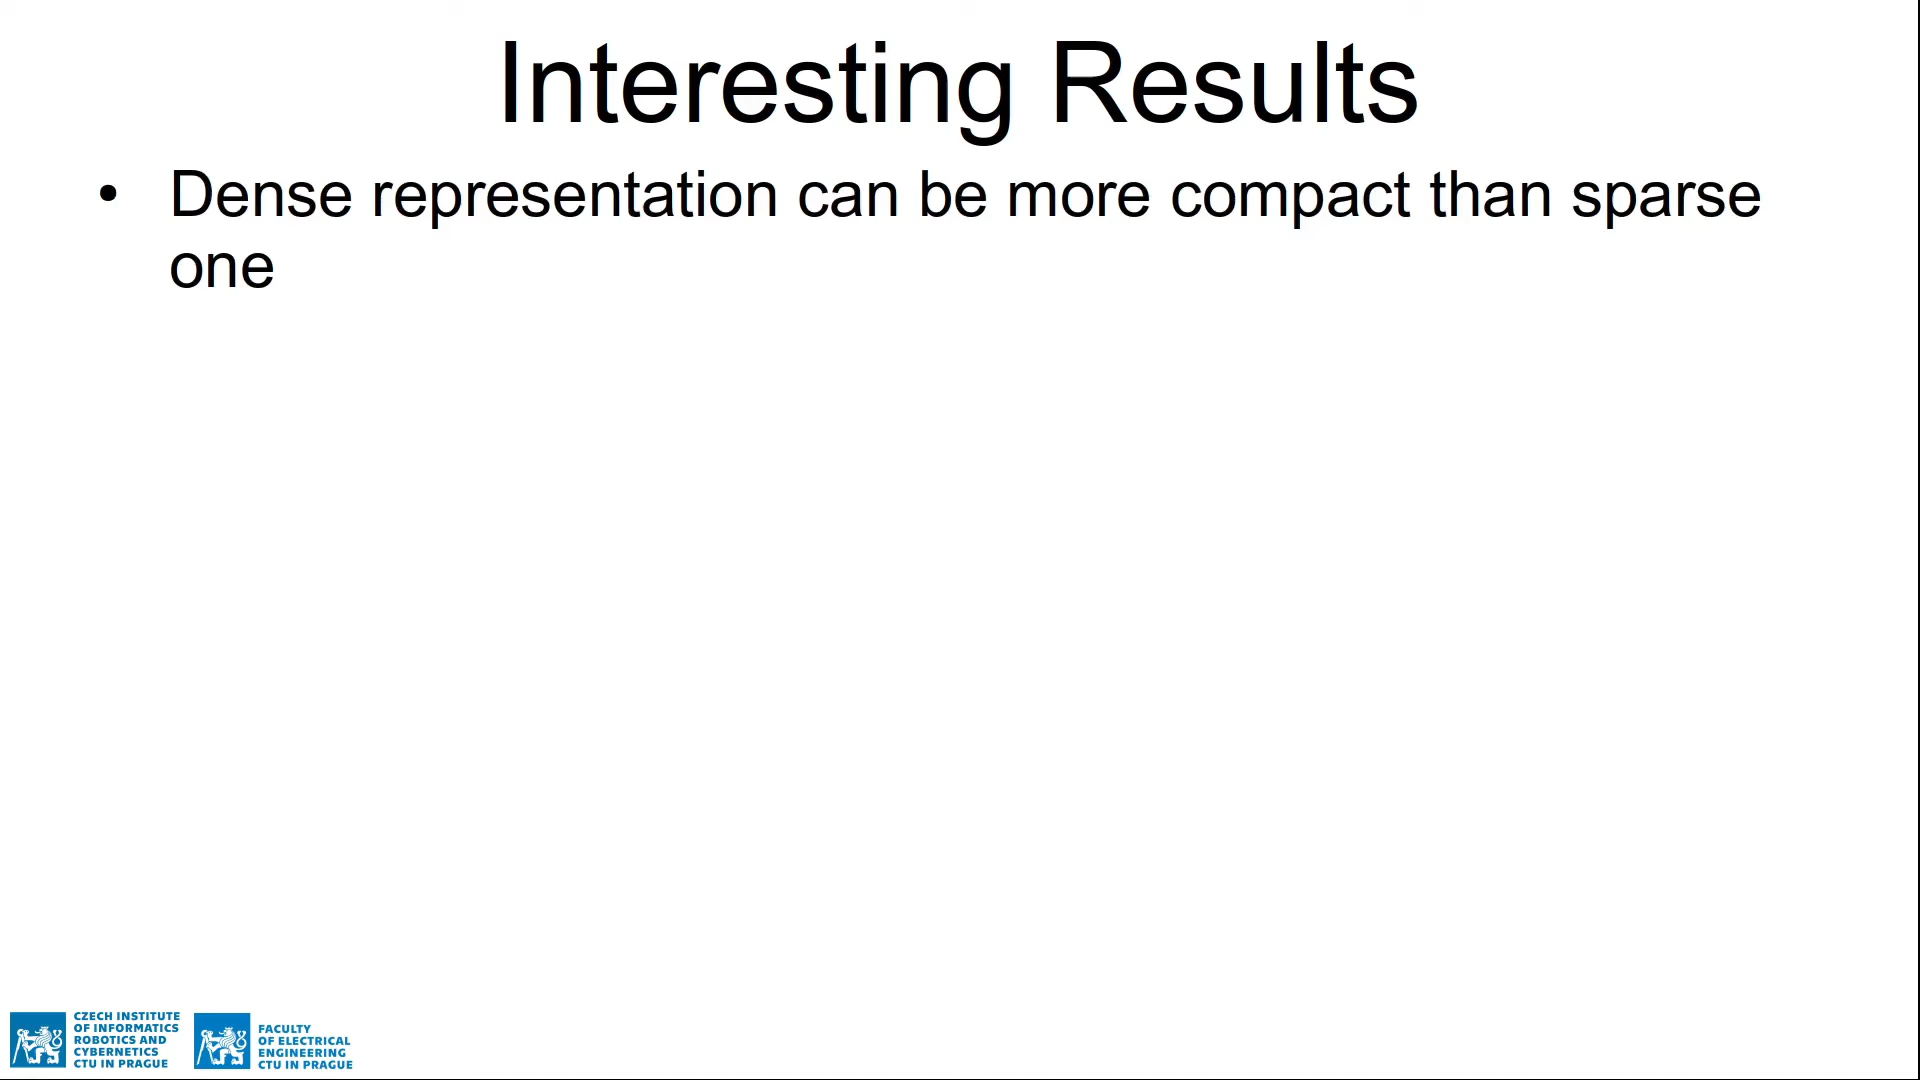 Interesting Results
• Dense representation can be more compact than sparse
one
CZECH INSTITUTE
OF INFORMATICS
ROBOTICS AND
CYBERNETICS
CTU IN PRAGUE
FACULTY
OF ELECTRICAL
ENGINEERING
CTU IN PRAGUE